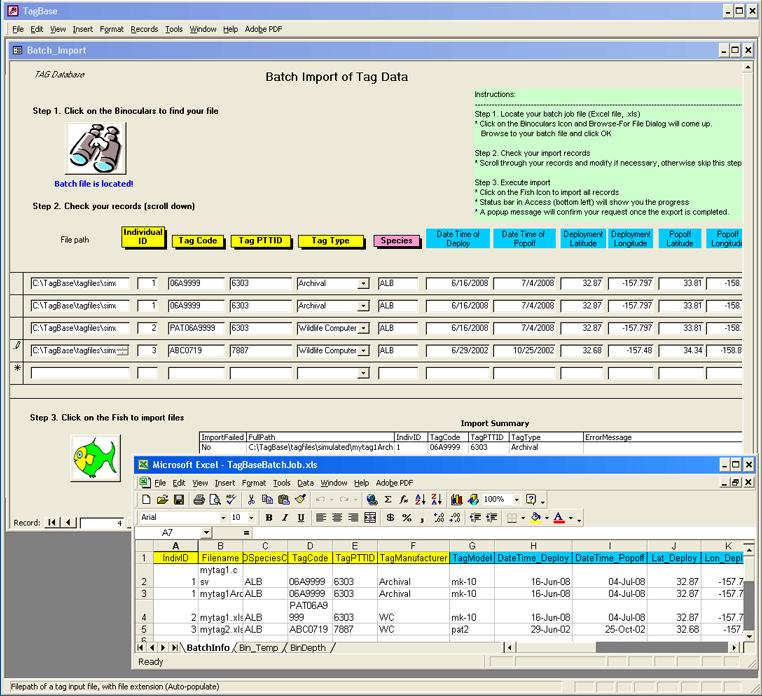 TagBase
File Edit View Insert Format Records Tools Window Help Adobe PDF
Batch_Import
TAG Database
Batch Import of Tag Data
Step 1. Click on the Binoculars to find your file
Batch file is located!
Instructions:
Step 1. Locate your batch job file (Excel file, .xls)
* Click on the Binoculars Icon and Browse-For File Dialog will come up.
Browse to your batch file and click OK
Step 2. Check your import records
* Scroll through your records and modify if necessary, otherwise skip this step
Step 3. Execute import
* Click on the Fish Icon to import all records
* Status bar in Access (bottom left) will show you the progress
* A popup message will confirm your request once the export is completed.
Step 2. Check your records (scroll down)
File path Individual ID Tag Code Tag PTTID Tag Type Species Date Time of Deploy Date Time of Popoff Deployment Latitude Deployment Longitude Popoff Latitude Popoff Longitude
C:\TagBase\tagfiles\simu 1 06A9999 6303 Archival ALB 6/16/2008 7/4/2008 32.87 -157.797 33.81 -158.
C:\TagBase\tagfiles\simu 1 06A9999 6303 Archival ALB 6/16/2008 7/4/2008 32.87 -157.797 33.81 -158.
C:\TagBase\tagfiles\simu 2 PAT06A9999 6303 Wildlife Computer ALB 6/16/2008 7/4/2008 32.87 -157.797 33.81 -158.
C:\TagBase\tagfiles\simu 3 ABC0719 7887 Wildlife Computer ALB 6/29/2002 10/25/2002 32.68 -157.48 34.34 -158.8
*
Step 3. Click on the Fish to import files
Import Summary
ImportFailed FullPath IndivID TagCode TagPTTID TagType ErrorMessage
No C:\TagBase\tagfiles\simulated\mytag1Arch 1 06A9999 6303 Archival
Record: 4
Microsoft Excel - TagBaseBatchJob.xls
File Edit View Insert Format Tools Data Window Help Adobe PDF
100%
Arial 10 B I U $ % ,
A7 =
A B C D E F G H I J K
1 IndivID Filename OSpeciesC TagCode TagPTTID TagManufacturer TagModel DateTime_Deploy DateTime_Popoff Lat_Deploy Lon_Depl
2 1 mytag1.csv ALB 06A9999 6303 Archival mk-10 16-Jun-08 04-Jul-08 32.87 -157.7
3 1 mytag1Arc ALB 06A9999 6303 Archival mk-10 16-Jun-08 04-Jul-08 32.87 -157.7
4 2 mytag1.xls ALB PAT06A9999 6303 WC mk-10 16-Jun-08 04-Jul-08 32.87 -157.7
5 3 mytag2.xls ALB ABC0719 7887 WC pat2 29-Jun-02 25-Oct-02 32.68 -157.
6
BatchInfo Bin_Temp BinDepth
Ready
Filepath of a tag input file, with file extension (Auto-populate)